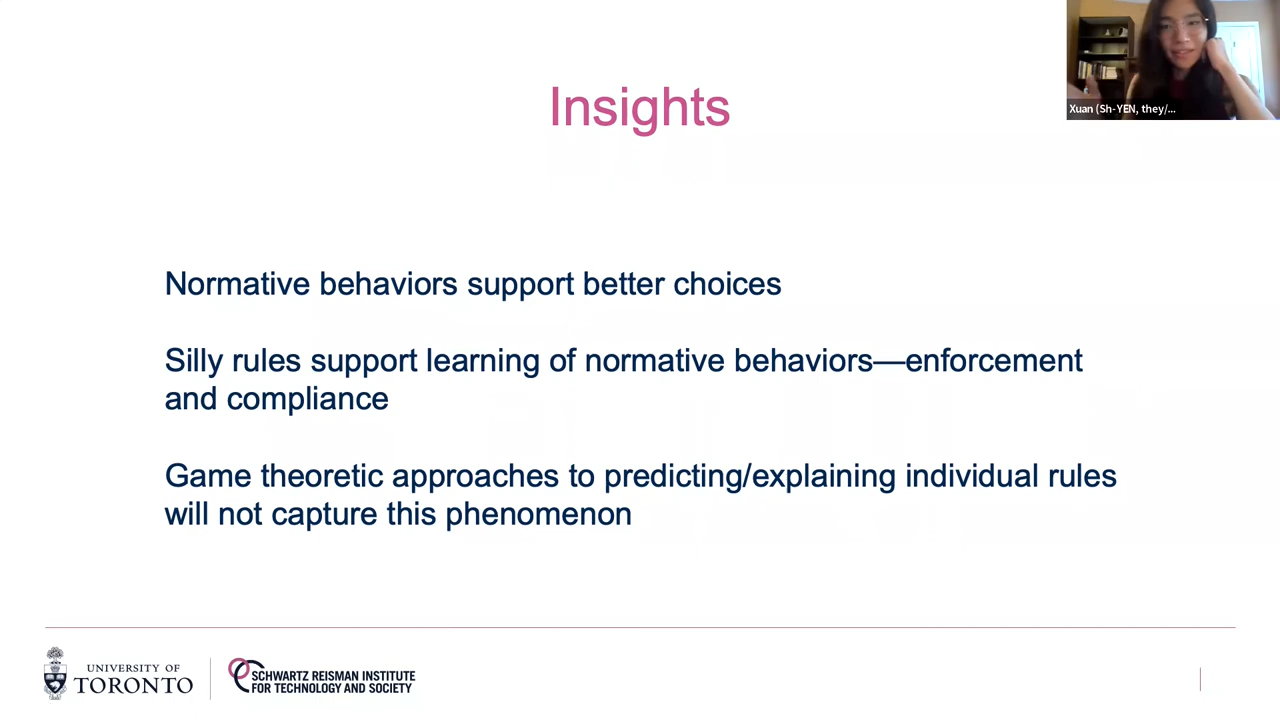 Xuan (Sh-YEN, they/...
Insights
Normative behaviors support better choices
Silly rules support learning of normative behaviors—enforcement
and compliance
Game theoretic approaches to predicting/explaining individual rules
will not capture this phenomenon
UNIVERSITY OF
TORONTO
SCHWARTZ REISMAN INSTITUTE
FOR TECHNOLOGY AND SOCIETY